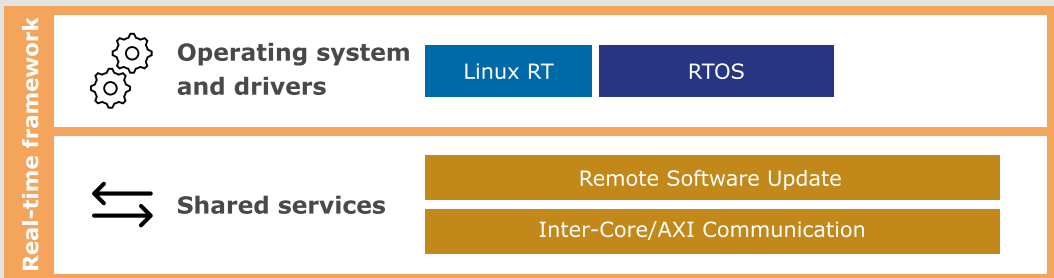 Real-time framework
Operating system
and drivers
Linux RT
RTOS
Shared services
Remote Software Update
Inter-Core/AXI Communication